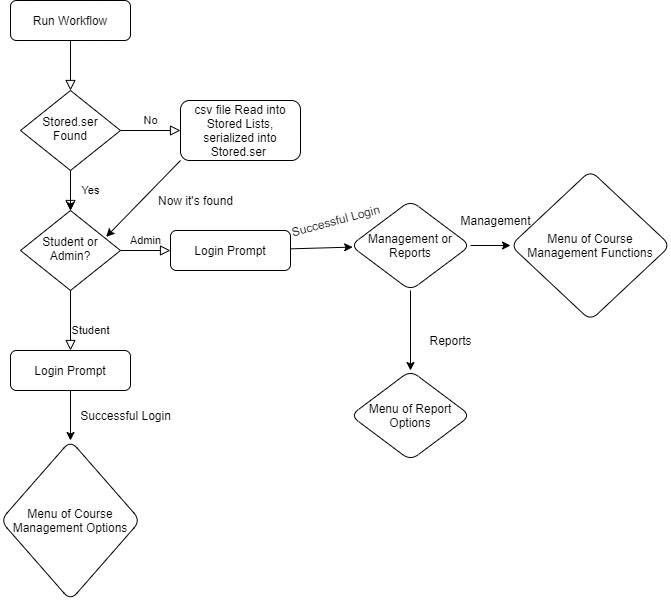 Run Workflow
Stored.ser
Found
No
csv file Read into
Stored Lists,
serialized into
Stored.ser
Yes
Now it's found
Student or
Admin?
Admin
Login Prompt
Successful Login
Management or
Reports
Management
Menu of Course
Management Functions
Student
Reports
Login Prompt
Menu of Report
Options
Successful Login
Menu of Course
Management Options